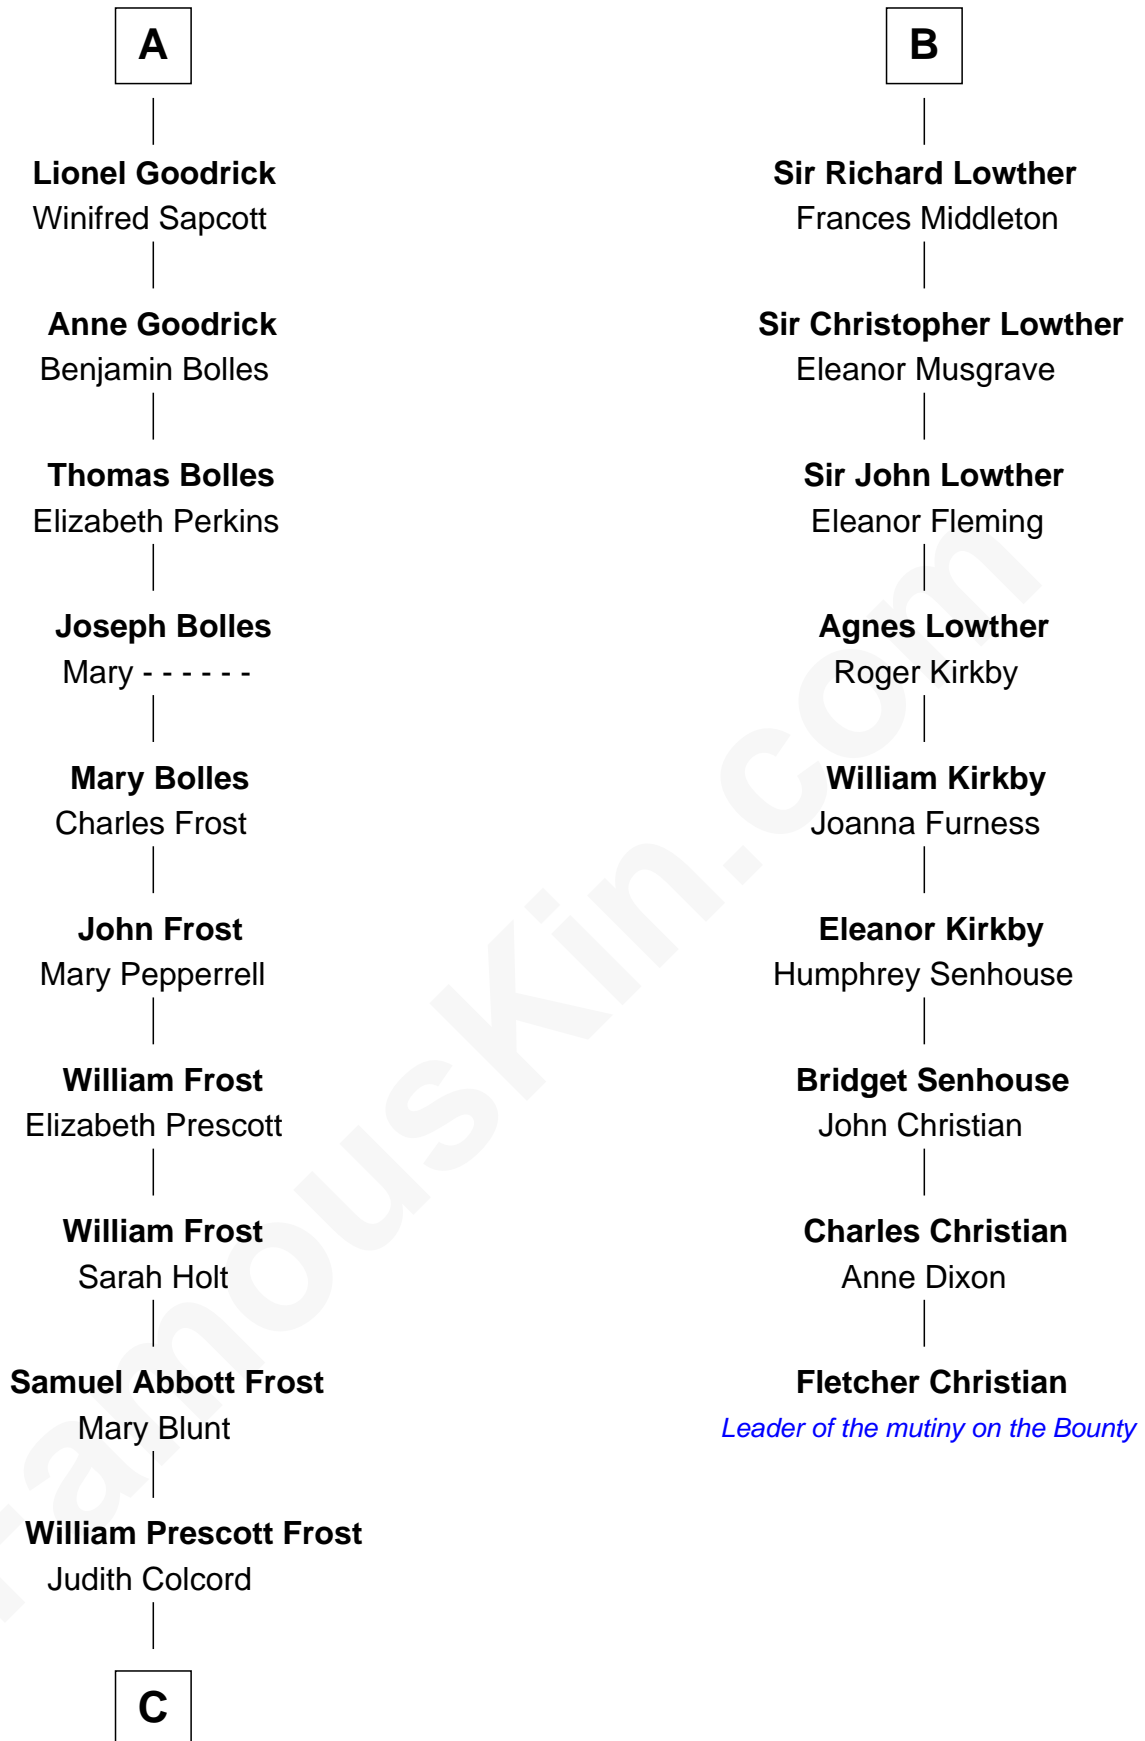 A
Lionel Goodrick
Winifred Sapcott
Anne Goodrick
Benjamin Bolles
Thomas Bolles
Elizabeth Perkins
Joseph Bolles
Mary - - - - - -
Mary Bolles
Charles Frost
John Frost
Mary Pepperrell
William Frost
Elizabeth Prescott
William Frost
Sarah Holt
Samuel Abbott Frost
Mary Blunt
William Prescott Frost
Judith Colcord
C
B
Sir Richard Lowther
Frances Middleton
Sir Christopher Lowther
Eleanor Musgrave
Sir John Lowther
Eleanor Fleming
Agnes Lowther
Roger Kirkby
William Kirkby
Joanna Furness
Eleanor Kirkby
Humphrey Senhouse
Bridget Senhouse
John Christian
Charles Christian
Anne Dixon
Fletcher Christian
Leader of the mutiny on the Bounty
FamousKin.com